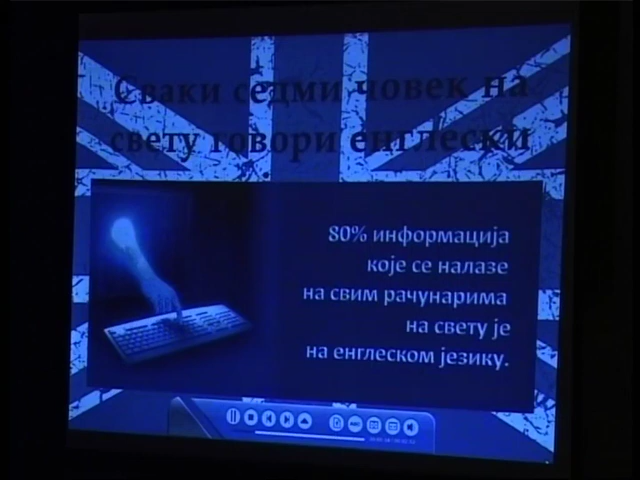 Сваки седми човек на
свету говори енглески
80% информација
које се налазе
на свим рачунарима
на свету је
на енглеском језику.